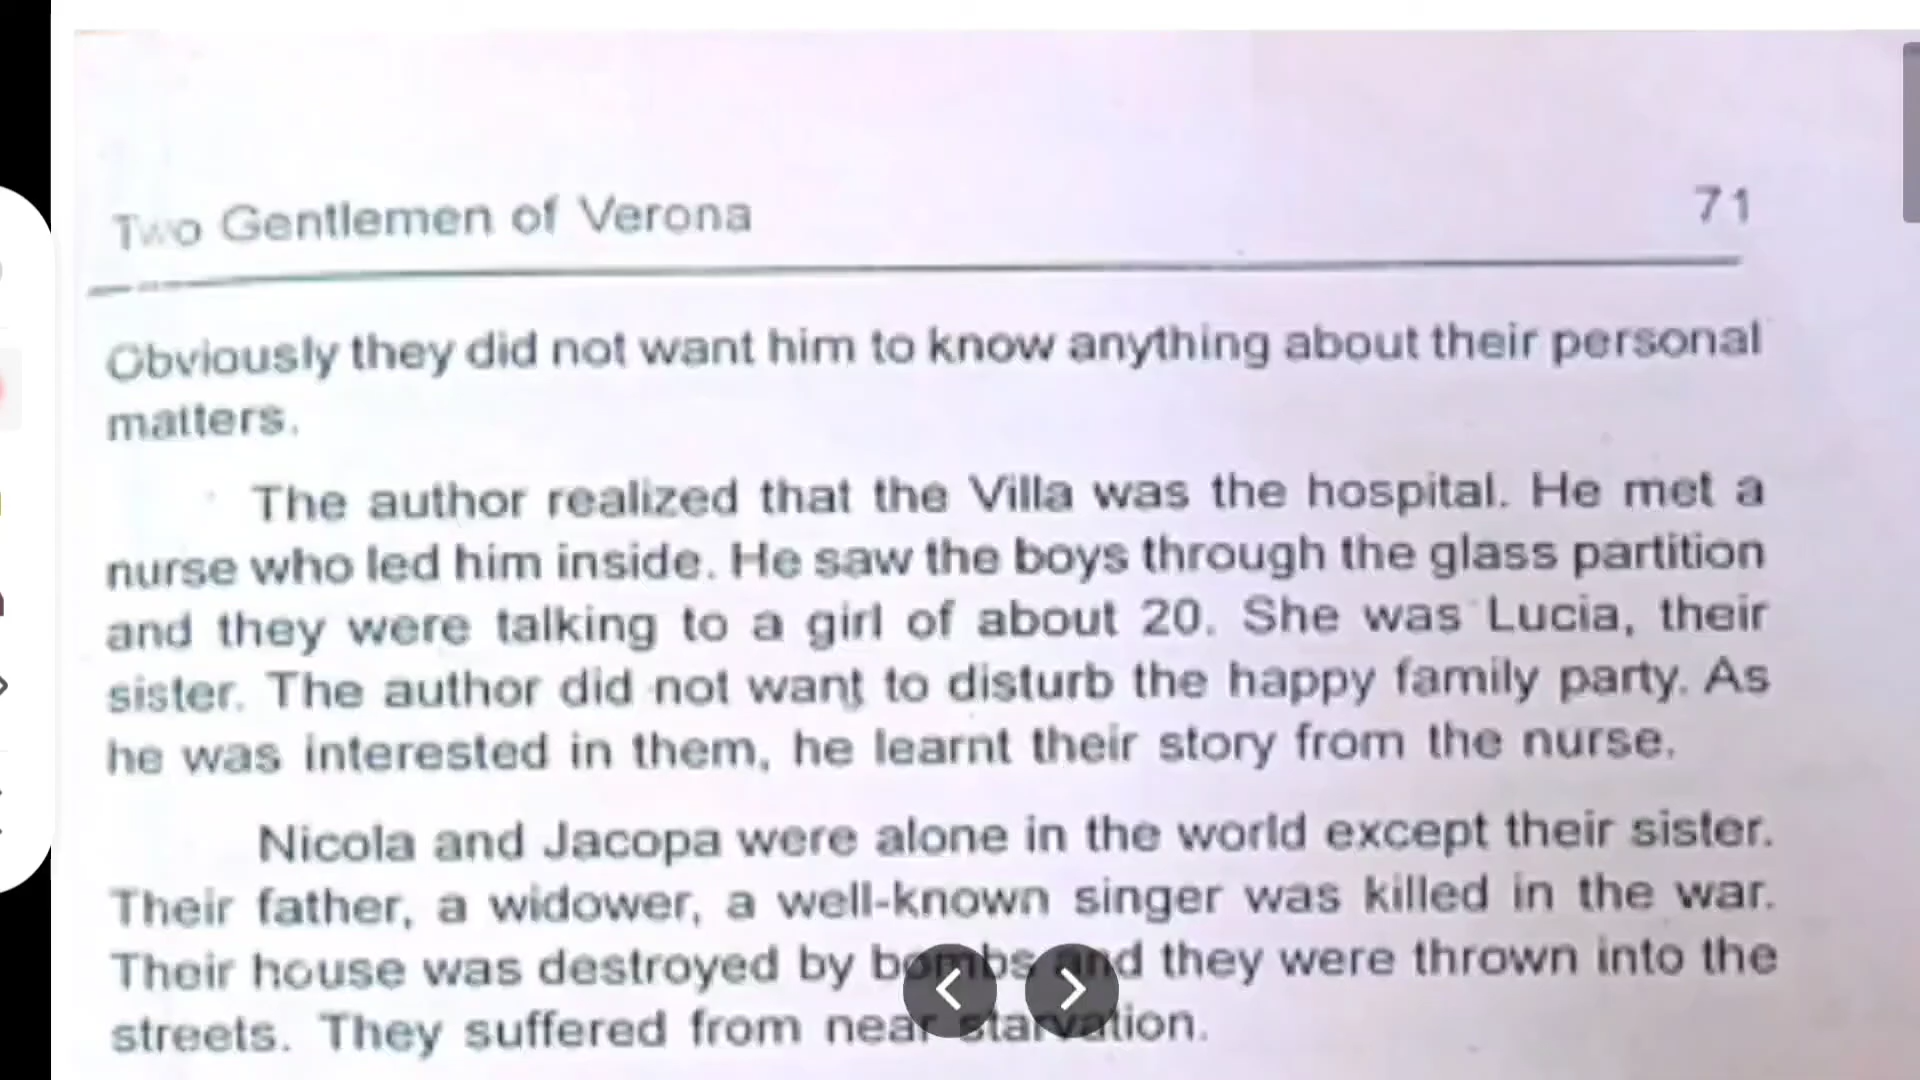 Two Gentlemen of Verona
71
Obviously they did not want him to know anything about their personal
matters.
The author realized that the Villa was the hospital. He met a
nurse who led him inside. He saw the boys through the glass partition
and they were talking to a girl of about 20. She was Lucia, their
sister. The author did not want to disturb the happy family party. As
he was interested in them, he learnt their story from the nurse.
Nicola and Jacopa were alone in the world except their sister.
Their father, a widower, a well-known singer was killed in the war.
Their house was destroyed by bombs and they were thrown into the
streets. They suffered from near starvation.